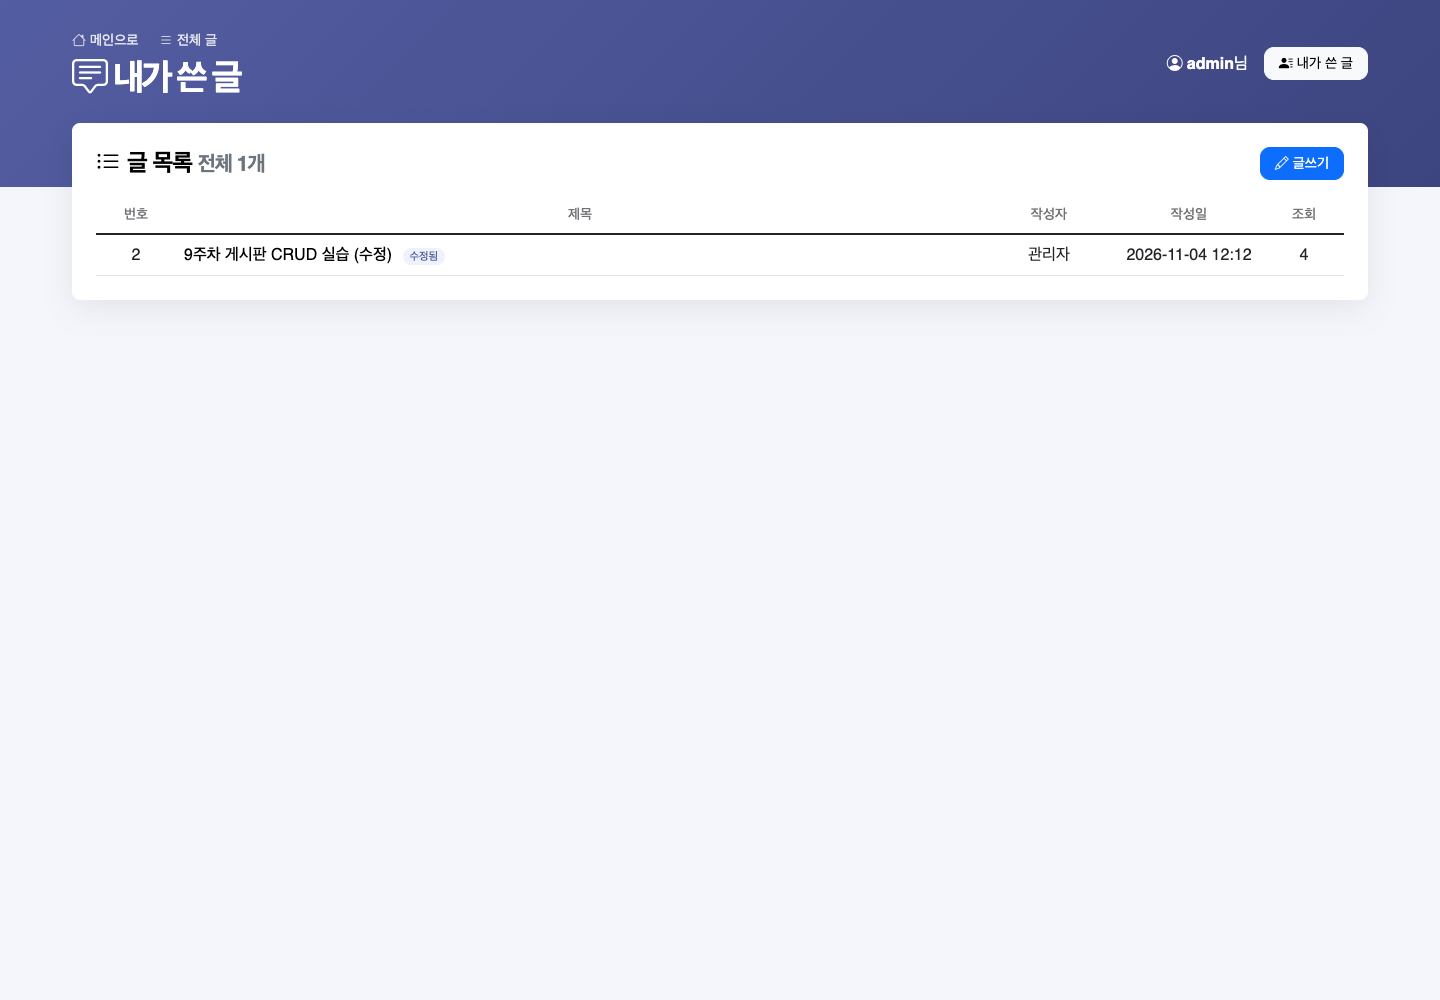 메인으로 전체 글
내가 쓴 글
admin님 내가 쓴 글
글 목록 전체 1개
글쓰기
번호 제목 작성자 작성일 조회
2 9주차 게시판 CRUD 실습 (수정) 수정됨 관리자 2026-11-04 12:12 4